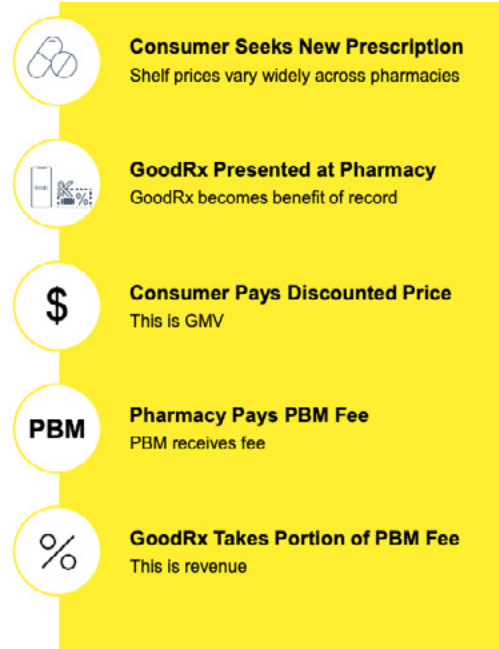 Consumer Seeks New Prescription
Shelf prices vary widely across pharmacies
GoodRx Presented at Pharmacy
GoodRx becomes benefit of record
%
$
Consumer Pays Discounted Price
This is GMV
PBM
Pharmacy Pays PBM Fee
PBM receives fee
%
GoodRx Takes Portion of PBM Fee
This is revenue